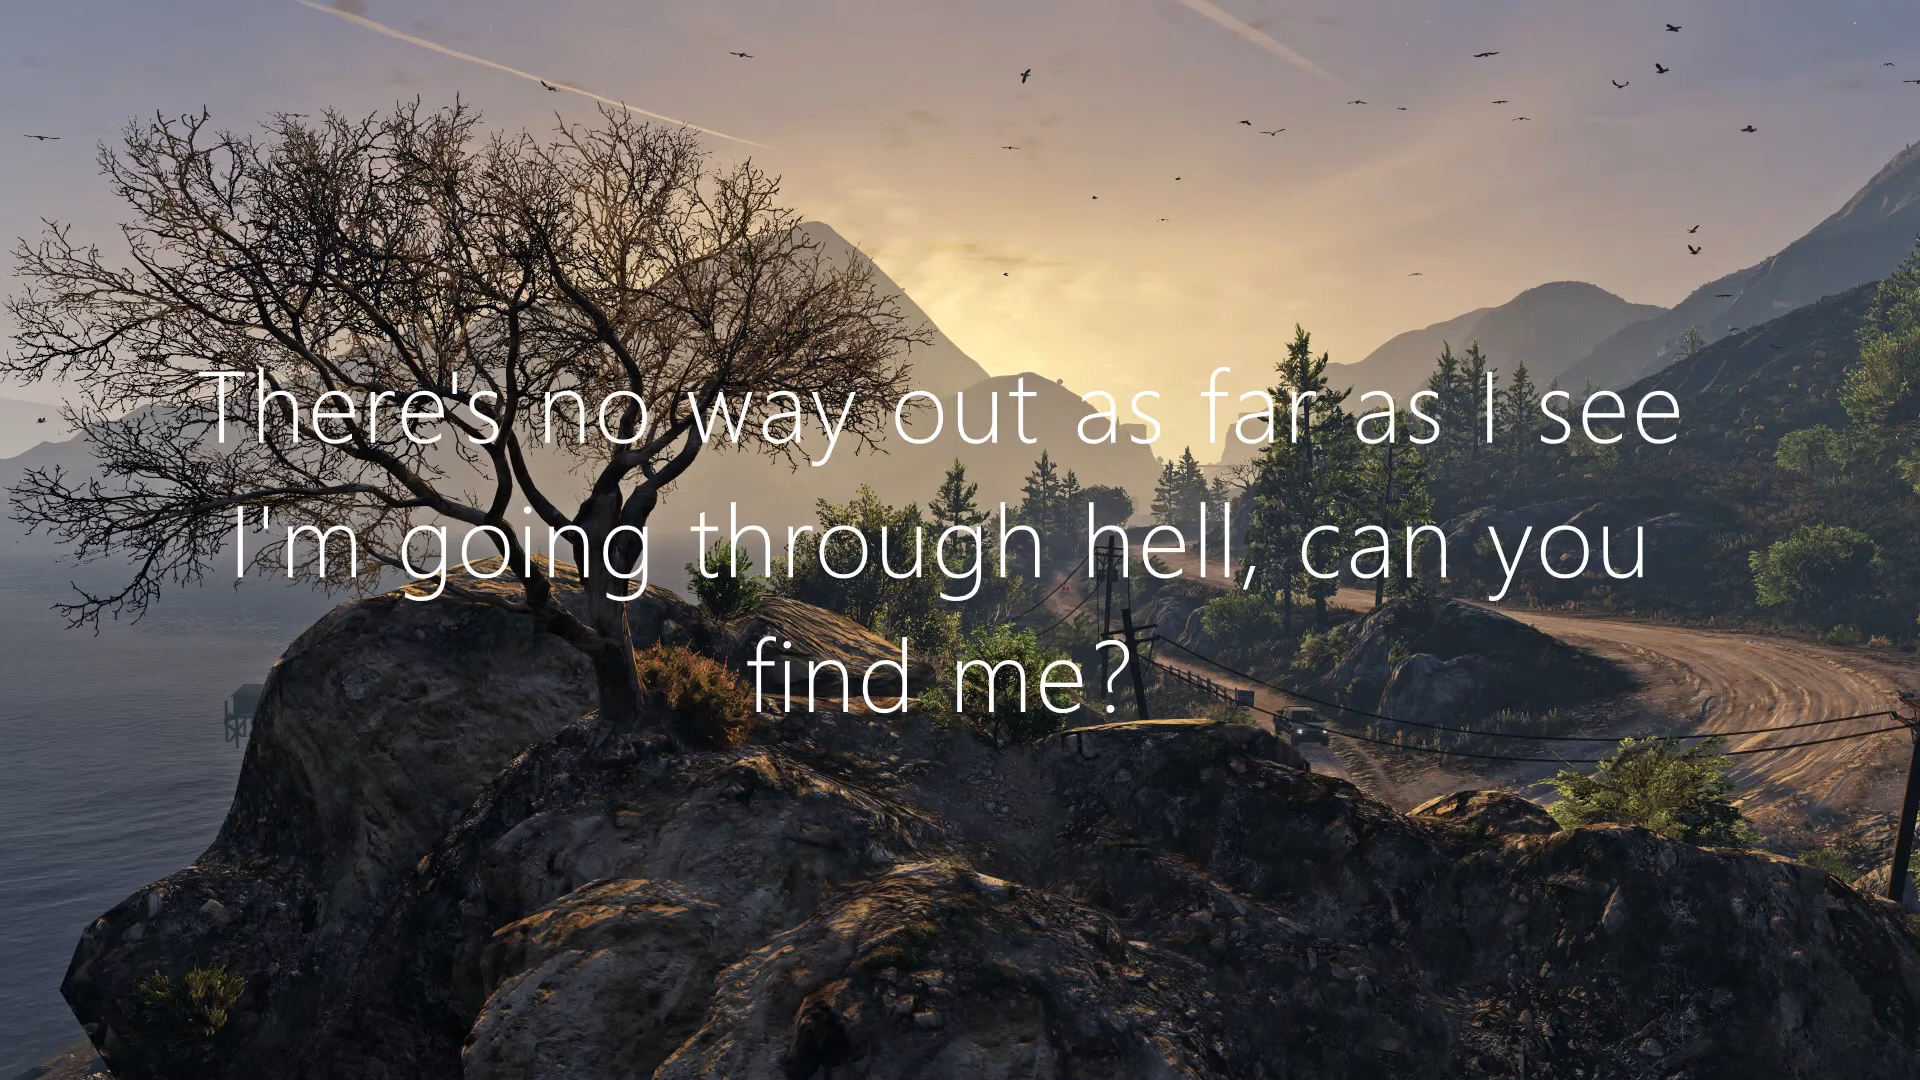 There's no way out as far as I see
I'm going through hell, can you
find me?